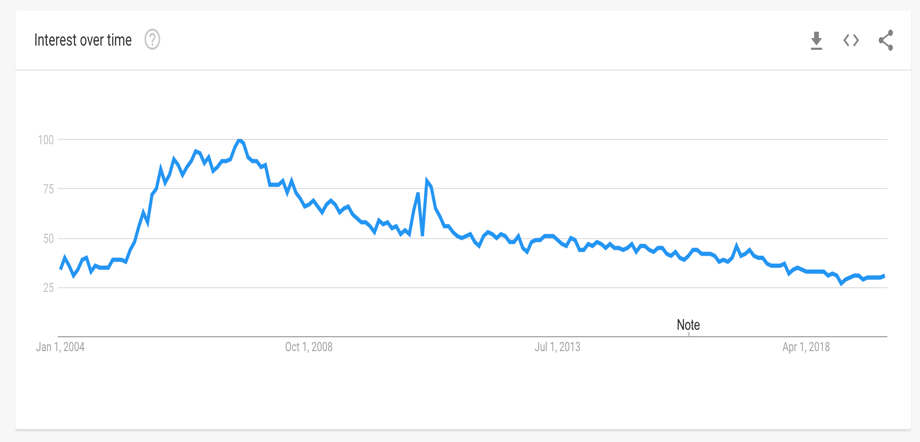 Interest over time
100
75
50
25
Note
Jan 1, 2004 Oct 1, 2008 Jul 1, 2013 Apr 1, 2018